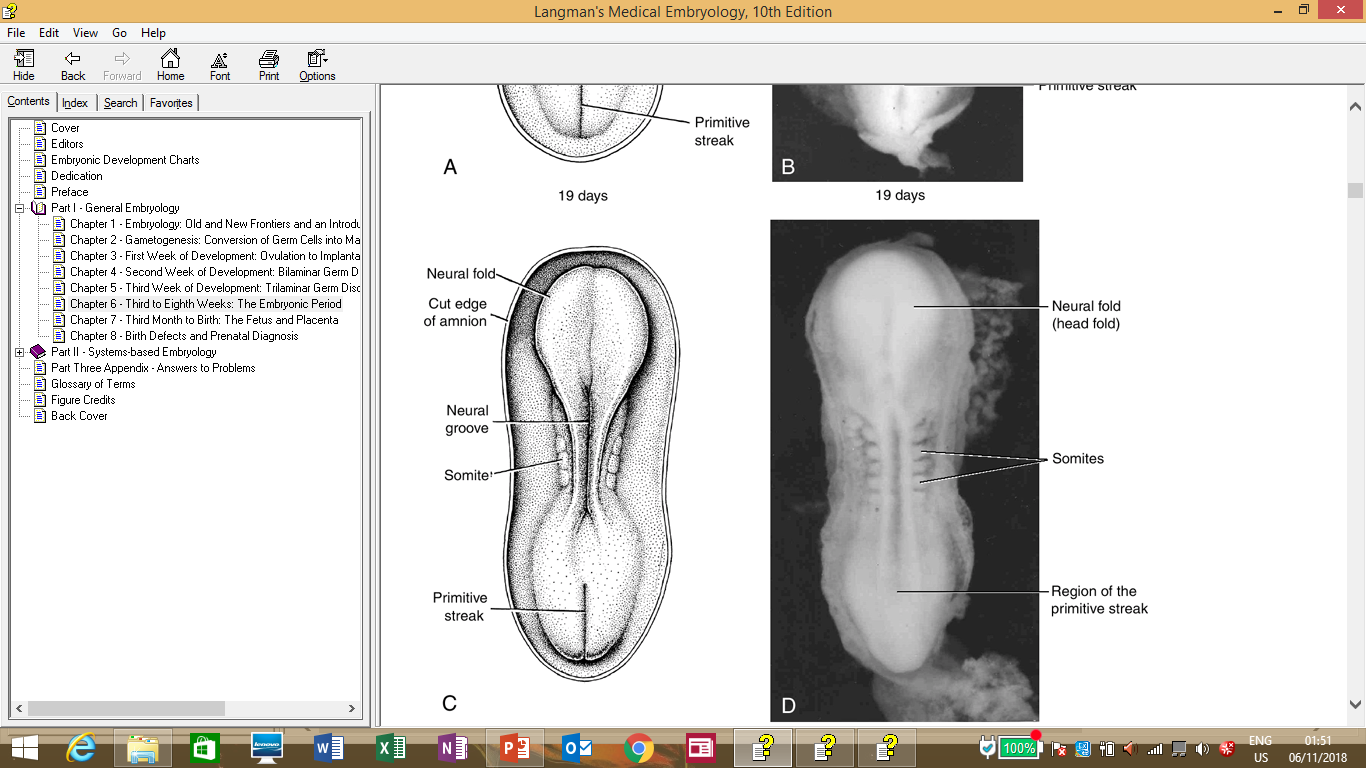 Langman's Medical Embryology, 10th Edition
File Edit View Go Help
Hide Back Forward Home Font Print Options
Contents Index Search Favorites
Cover
Editors
Embryonic Development Charts
Dedication
Preface
Part I - General Embryology
Chapter 1 - Embryology: Old and New Frontiers and an Introdu
Chapter 2 - Gametogenesis: Conversion of Germ Cells into Ma
Chapter 3 - First Week of Development: Ovulation to Implanta
Chapter 4 - Second Week of Development: Bilaminar Germ D
Chapter 5 - Third Week of Development: Trilaminar Germ Disc
Chapter 6 - Third to Eighth Weeks: The Embryonic Period
Chapter 7 - Third Month to Birth: The Fetus and Placenta
Chapter 8 - Birth Defects and Prenatal Diagnosis
Part II - Systems-based Embryology
Part Three Appendix - Answers to Problems
Glossary of Terms
Figure Credits
Back Cover
Primitive
streak
A
19 days
Primitive streak
B
19 days
Neural fold
Cut edge
of amnion
Neural
groove
Somite
Primitive
streak
C
Neural fold
(head fold)
Somites
Region of the
primitive streak
D
lenovo
100%
ENG
US
01:51
06/11/2018